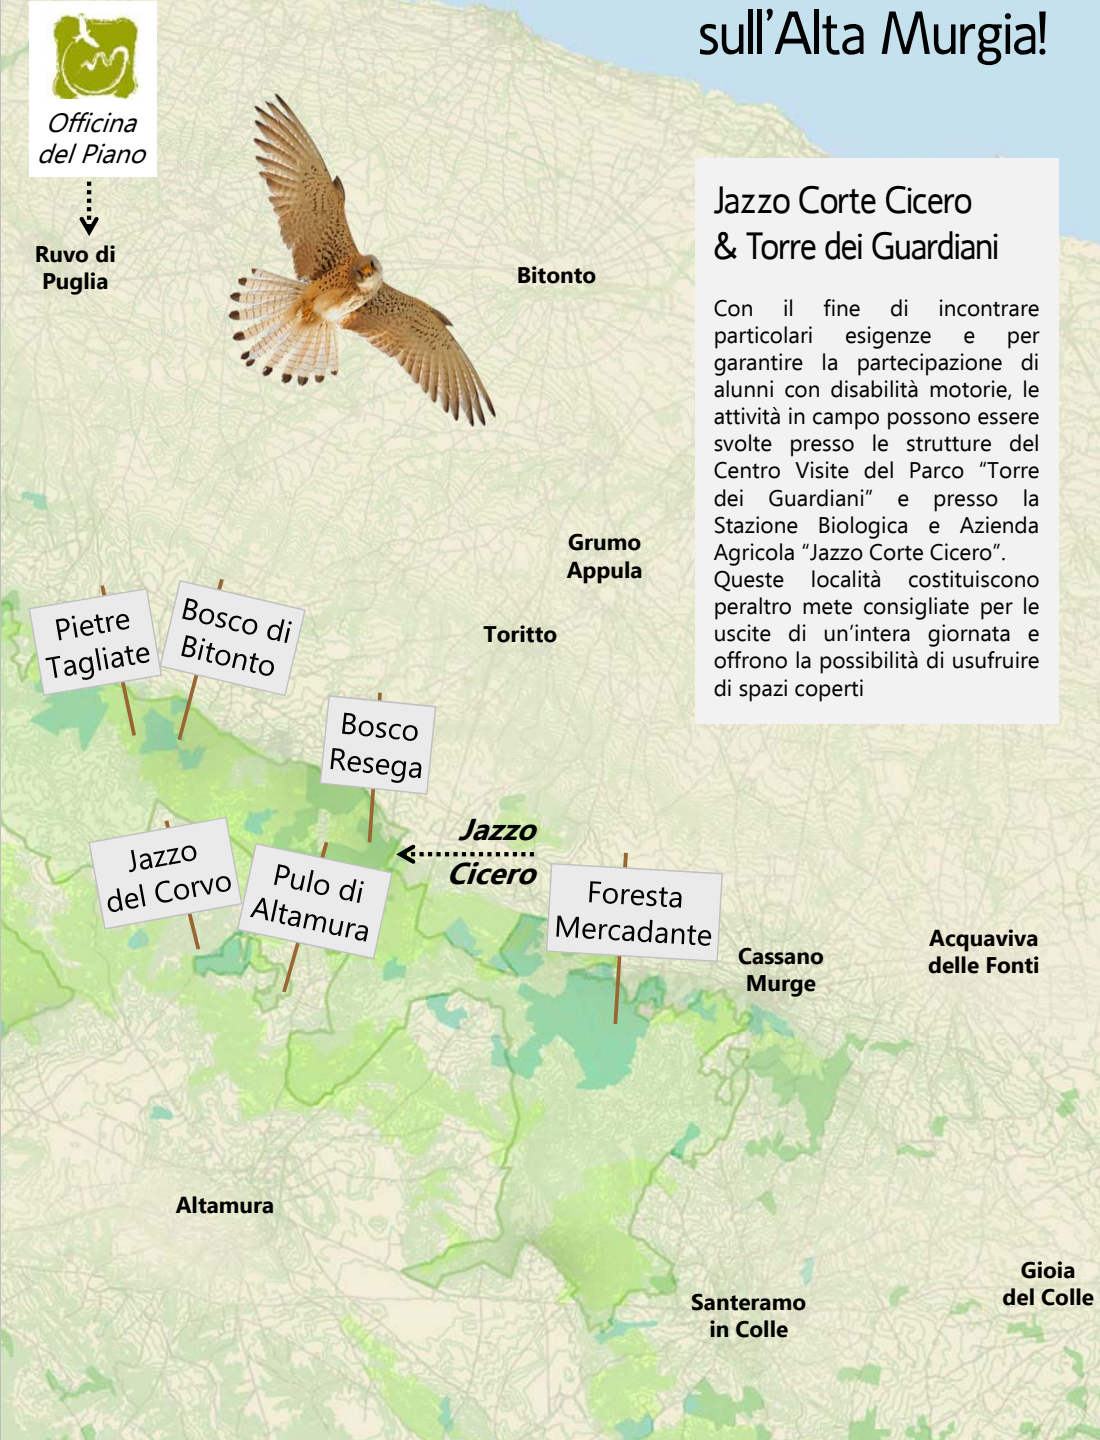 sull'Alta Murgia!
Officina
del Piano
Ruvo di
Puglia
Bitonto
Jazzo Corte Cicero
& Torre dei Guardiani
Con il fine di incontrare
particolari esigenze e per
garantire la partecipazione di
alunni con disabilità motorie, le
attività in campo possono essere
svolte presso le strutture del
Centro Visite del Parco “Torre
dei Guardiani” e presso la
Stazione Biologica e Azienda
Agricola “Jazzo Corte Cicero”.
Queste località costituiscono
peraltro mete consigliate per le
uscite di un’intera giornata e
offrono la possibilità di usufruire
di spazi coperti
Grumo
Appula
Toritto
Pietre
Tagliate
Bosco di
Bitonto
Bosco
Resega
Jazzo
del Corvo
Pulo di
Altamura
Jazzo
Cicero
Foresta
Mercadante
Cassano
Murge
Acquaviva
delle Fonti
Altamura
Santeramo
in Colle
Gioia
del Colle